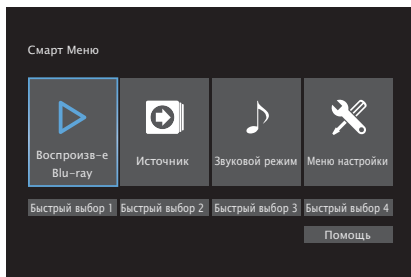 Смарт Меню
Воспроизв-е
Blu-ray
Источник
Звуковой режим
Меню настройки
Быстрый выбор 1
Быстрый выбор 2
Быстрый выбор 3
Быстрый выбор 4
Помощь